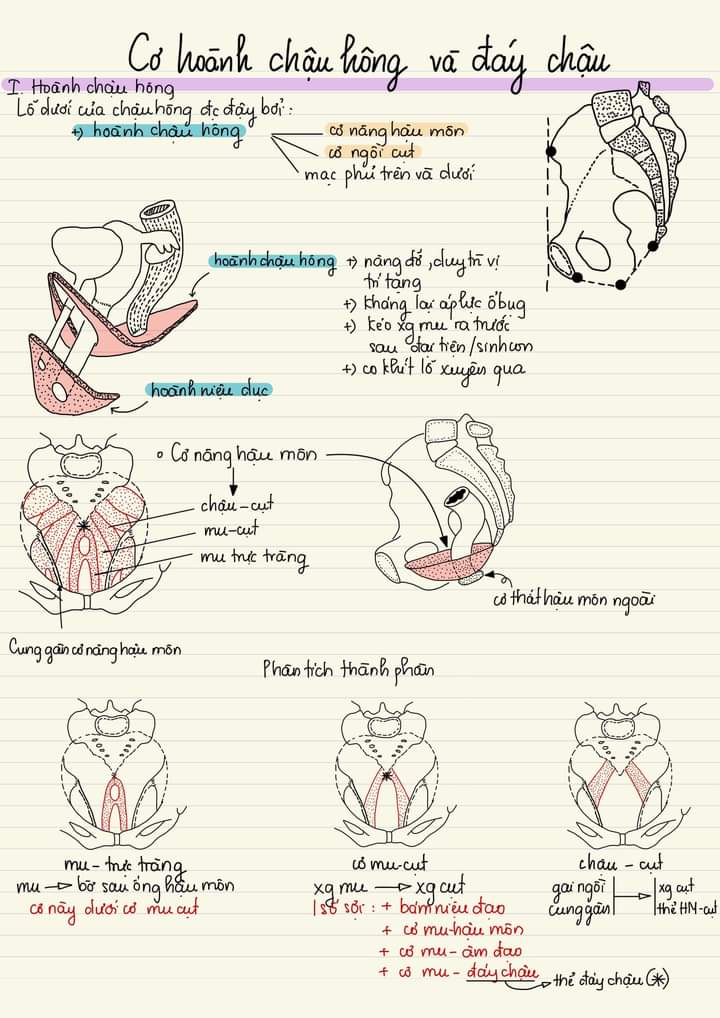 Cơ hoành chậu hông và đáy chậu
I. Hoành chậu hông
Lỗ dưới của chậu hông đc đậy bởi:
+) hoành chậu hông
cơ nâng hậu môn
cơ ngồi cụt
mạc phủ trên và dưới
hoành chậu hông
+) nâng đỡ, duy trì vị
trí tạng
+) kháng lại áp lực ổ bụg
+) kéo xg mu ra trước
sau đại tiện/sinh con
+) co khít lỗ xuyên qua
hoành niệu dục
Cơ nâng hậu môn
chậu-cụt
mu-cụt
mu trực tràng
cơ thắt hậu môn ngoài
Cung gân cơ nâng hậu môn
Phân tích thành phần
mu-trực tràng
mu → bờ sau ống hậu môn
cơ này dưới cơ mu cụt
cơ mu-cụt
xg mu → xg cụt
1 số sợi: + bám niệu đạo
+ cơ mu-hậu môn
+ cơ mu-âm đạo
+ cơ mu-đáy chậu → thể đáy chậu (*)
chậu-cụt
gai ngồi
cung gân
xg cụt
thể HM-cụt